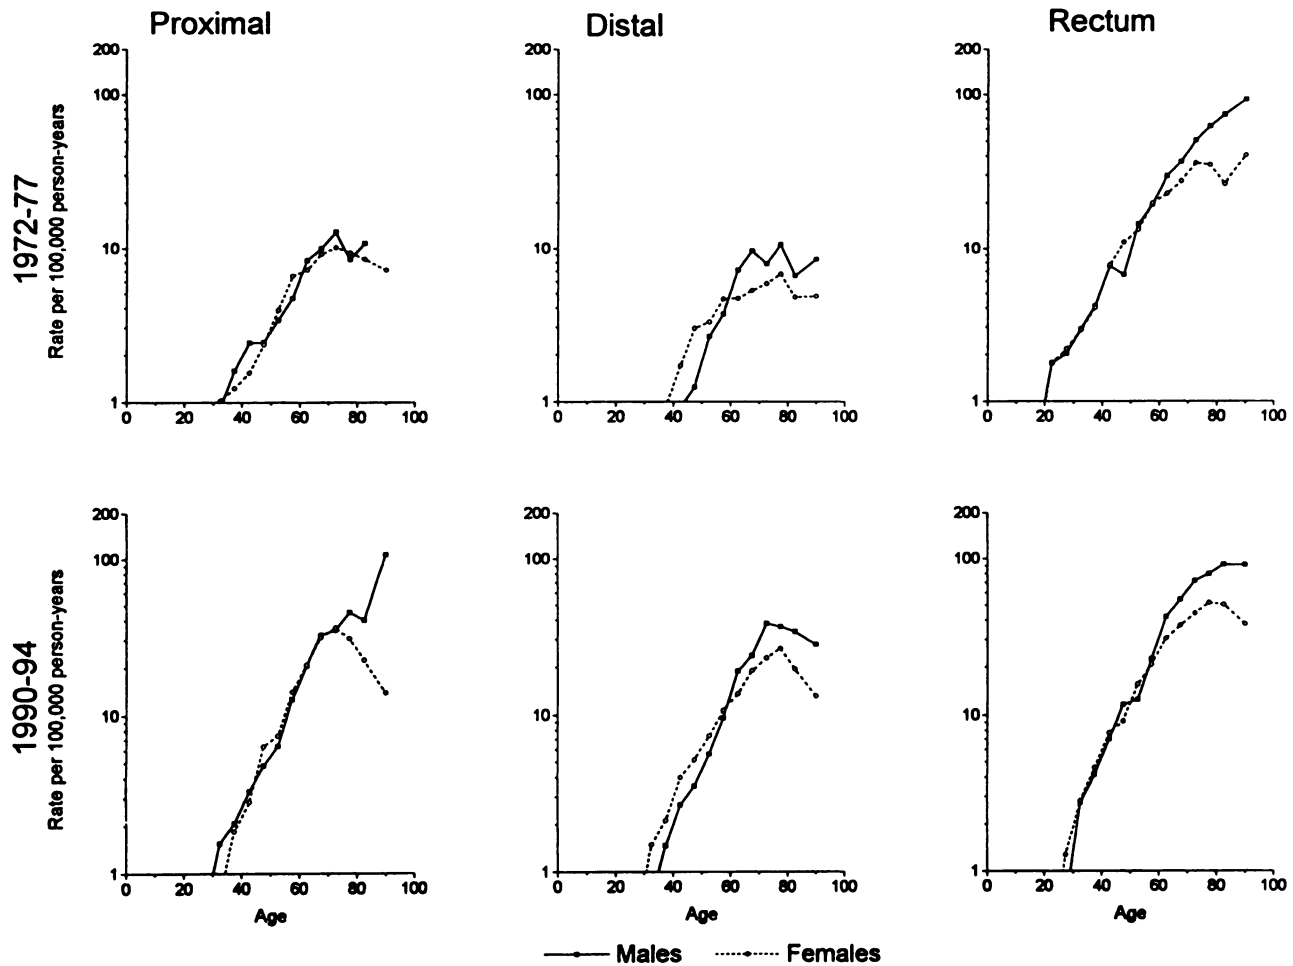 Proximal Distal Rectum
1972-77
Rate per 100,000 person-years
200 200 200
100 100 100
10 10 10
1 1 1
0 20 40 60 80 100 0 20 40 60 80 100 0 20 40 60 80 100
1990-94
Rate per 100,000 person-years
200 200 200
100 100 100
10 10 10
1 1 1
0 20 40 60 80 100 0 20 40 60 80 100 0 20 40 60 80 100
Age Age Age
Males Females